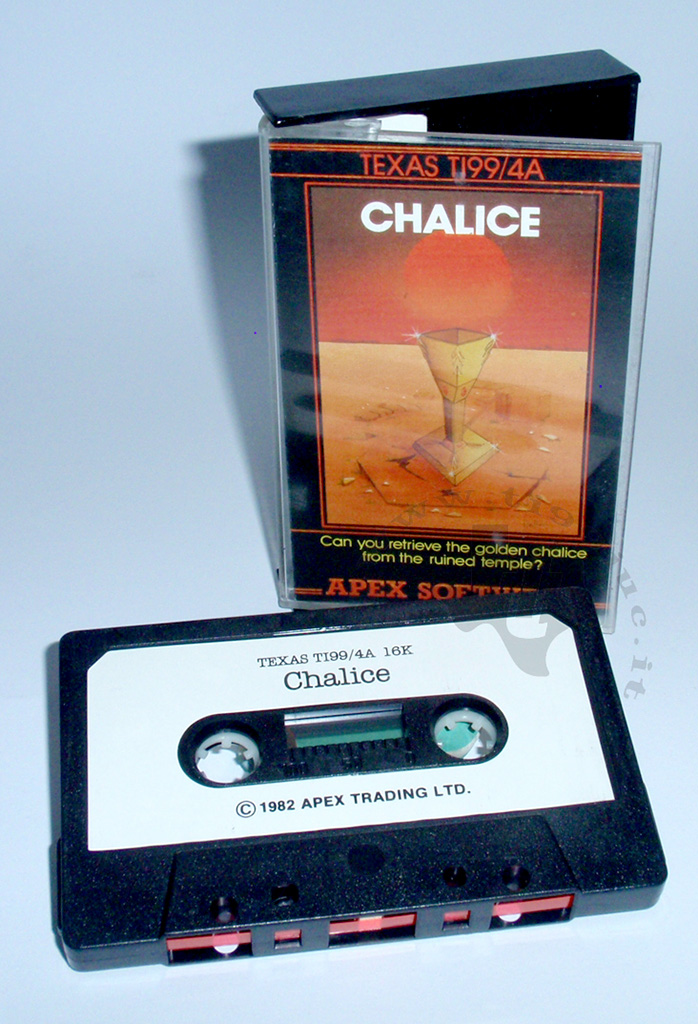 TEXAS TI99/4A
CHALICE
Can you retrieve the golden chalice
from the ruined temple?
APEX
TEXAS TI99/4A 16K
Chalice
© 1982 APEX TRADING LTD.